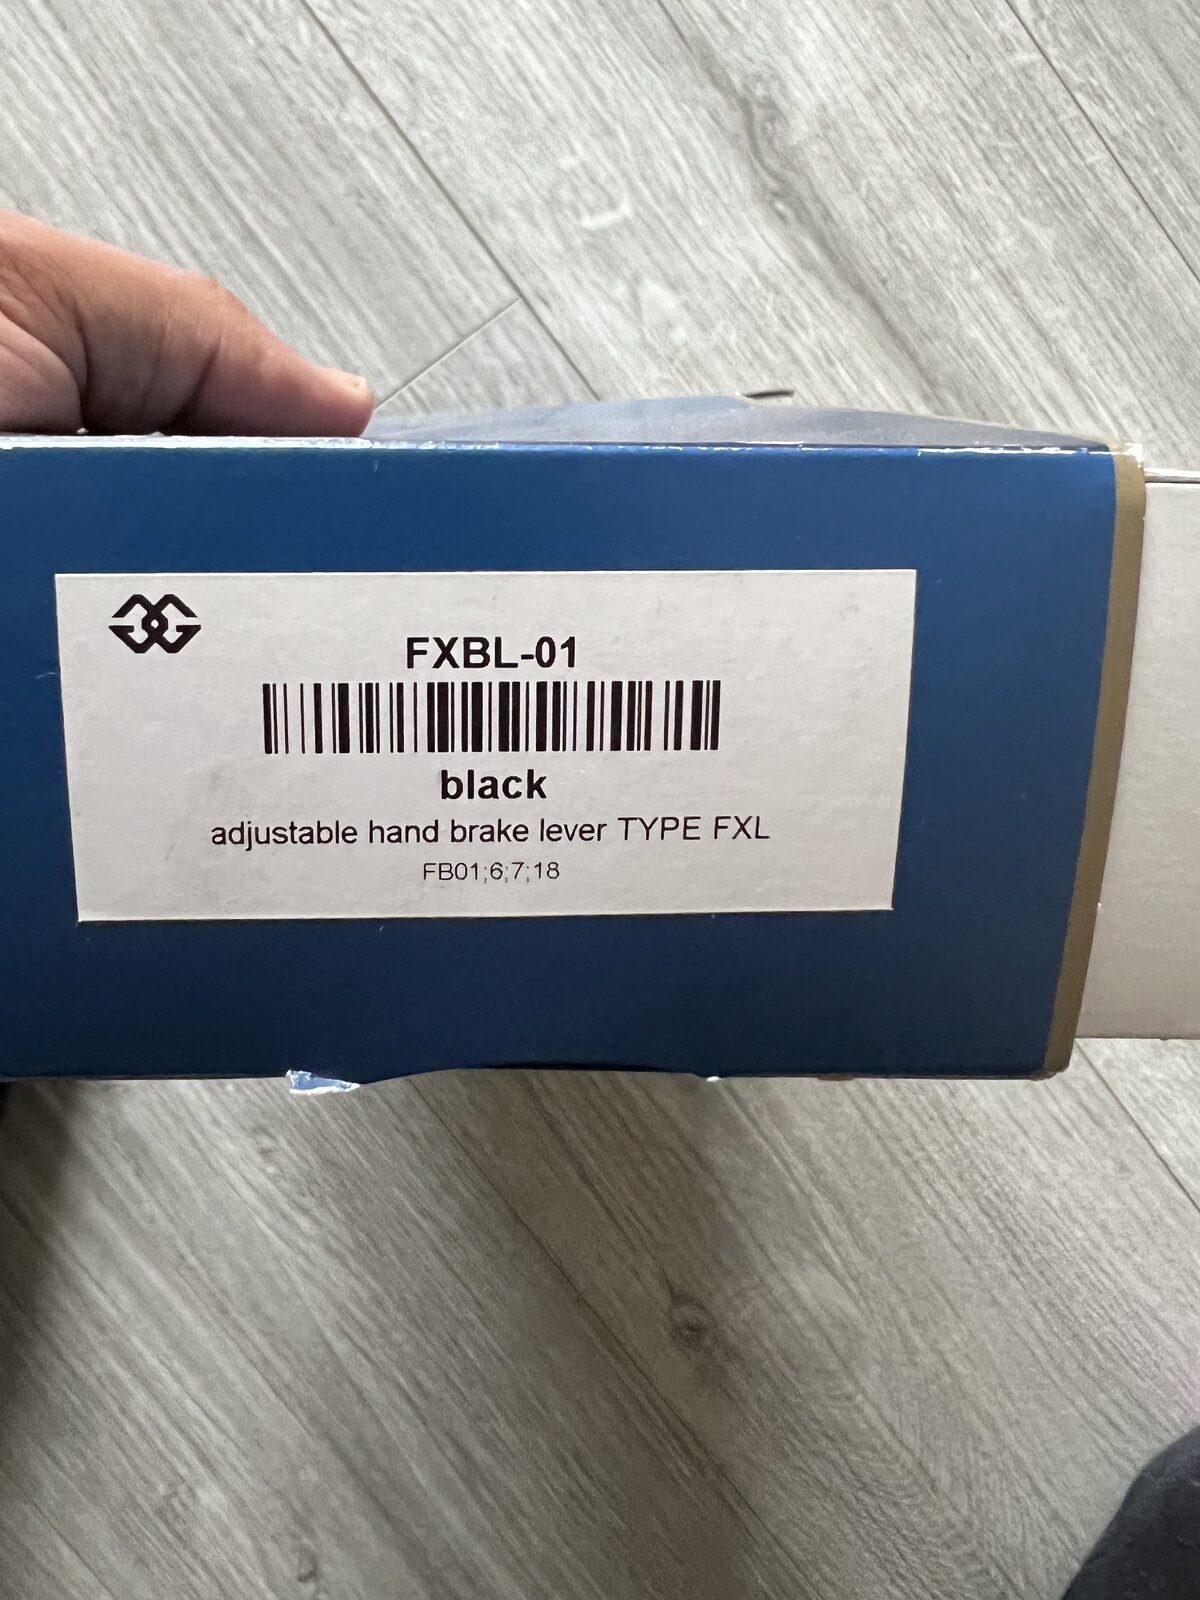 FXBL-01
black
adjustable hand brake lever TYPE FXL
FB01;6;7;18